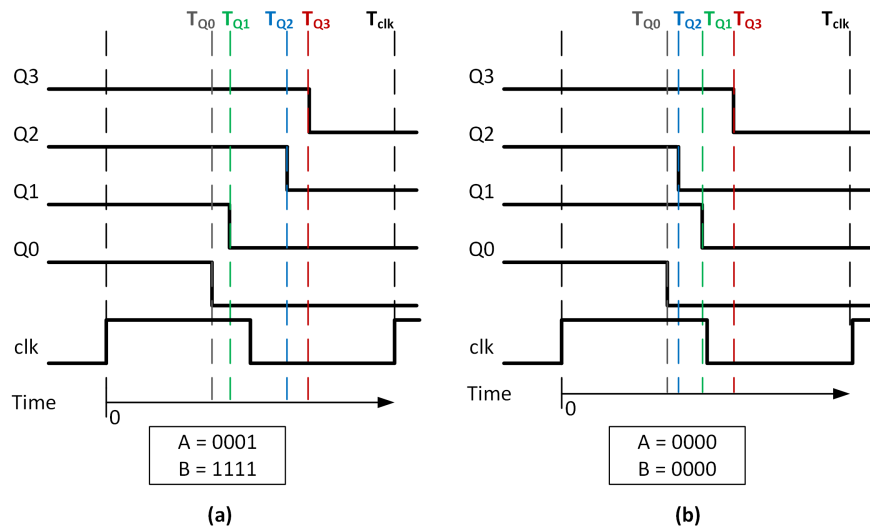 TQ0 TQ1 TQ2 TQ3 Tclk
Q3
Q2
Q1
Q0
clk
Time
0
A = 0001
B = 1111
(a)
TQ0 TQ2 TQ1 TQ3 Tclk
Q3
Q2
Q1
Q0
clk
Time
0
A = 0000
B = 0000
(b)